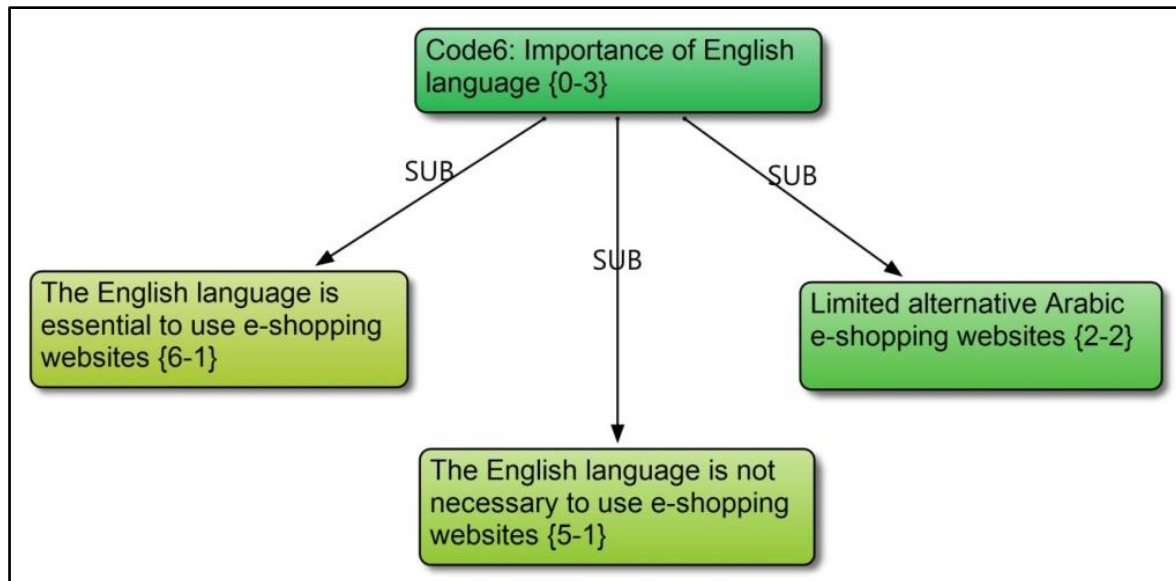 Code6: Importance of English
language {0-3}
SUB
SUB
SUB
The English language is
essential to use e-shopping
websites {6-1}
Limited alternative Arabic
e-shopping websites {2-2}
The English language is not
necessary to use e-shopping
websites {5-1}